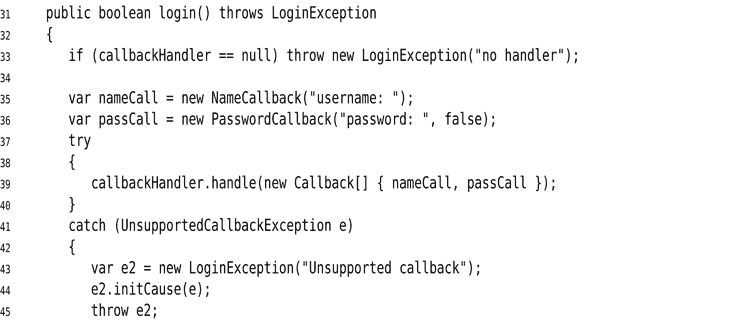 31 public boolean login() throws LoginException
32 {
33 if (callbackHandler == null) throw new LoginException("no handler");
34
35 var nameCall = new NameCallback("username: ");
36 var passCall = new PasswordCallback("password: ", false);
37 try
38 {
39 callbackHandler.handle(new Callback[] { nameCall, passCall });
40 }
41 catch (UnsupportedCallbackException e)
42 {
43 var e2 = new LoginException("Unsupported callback");
44 e2.initCause(e);
45 throw e2;